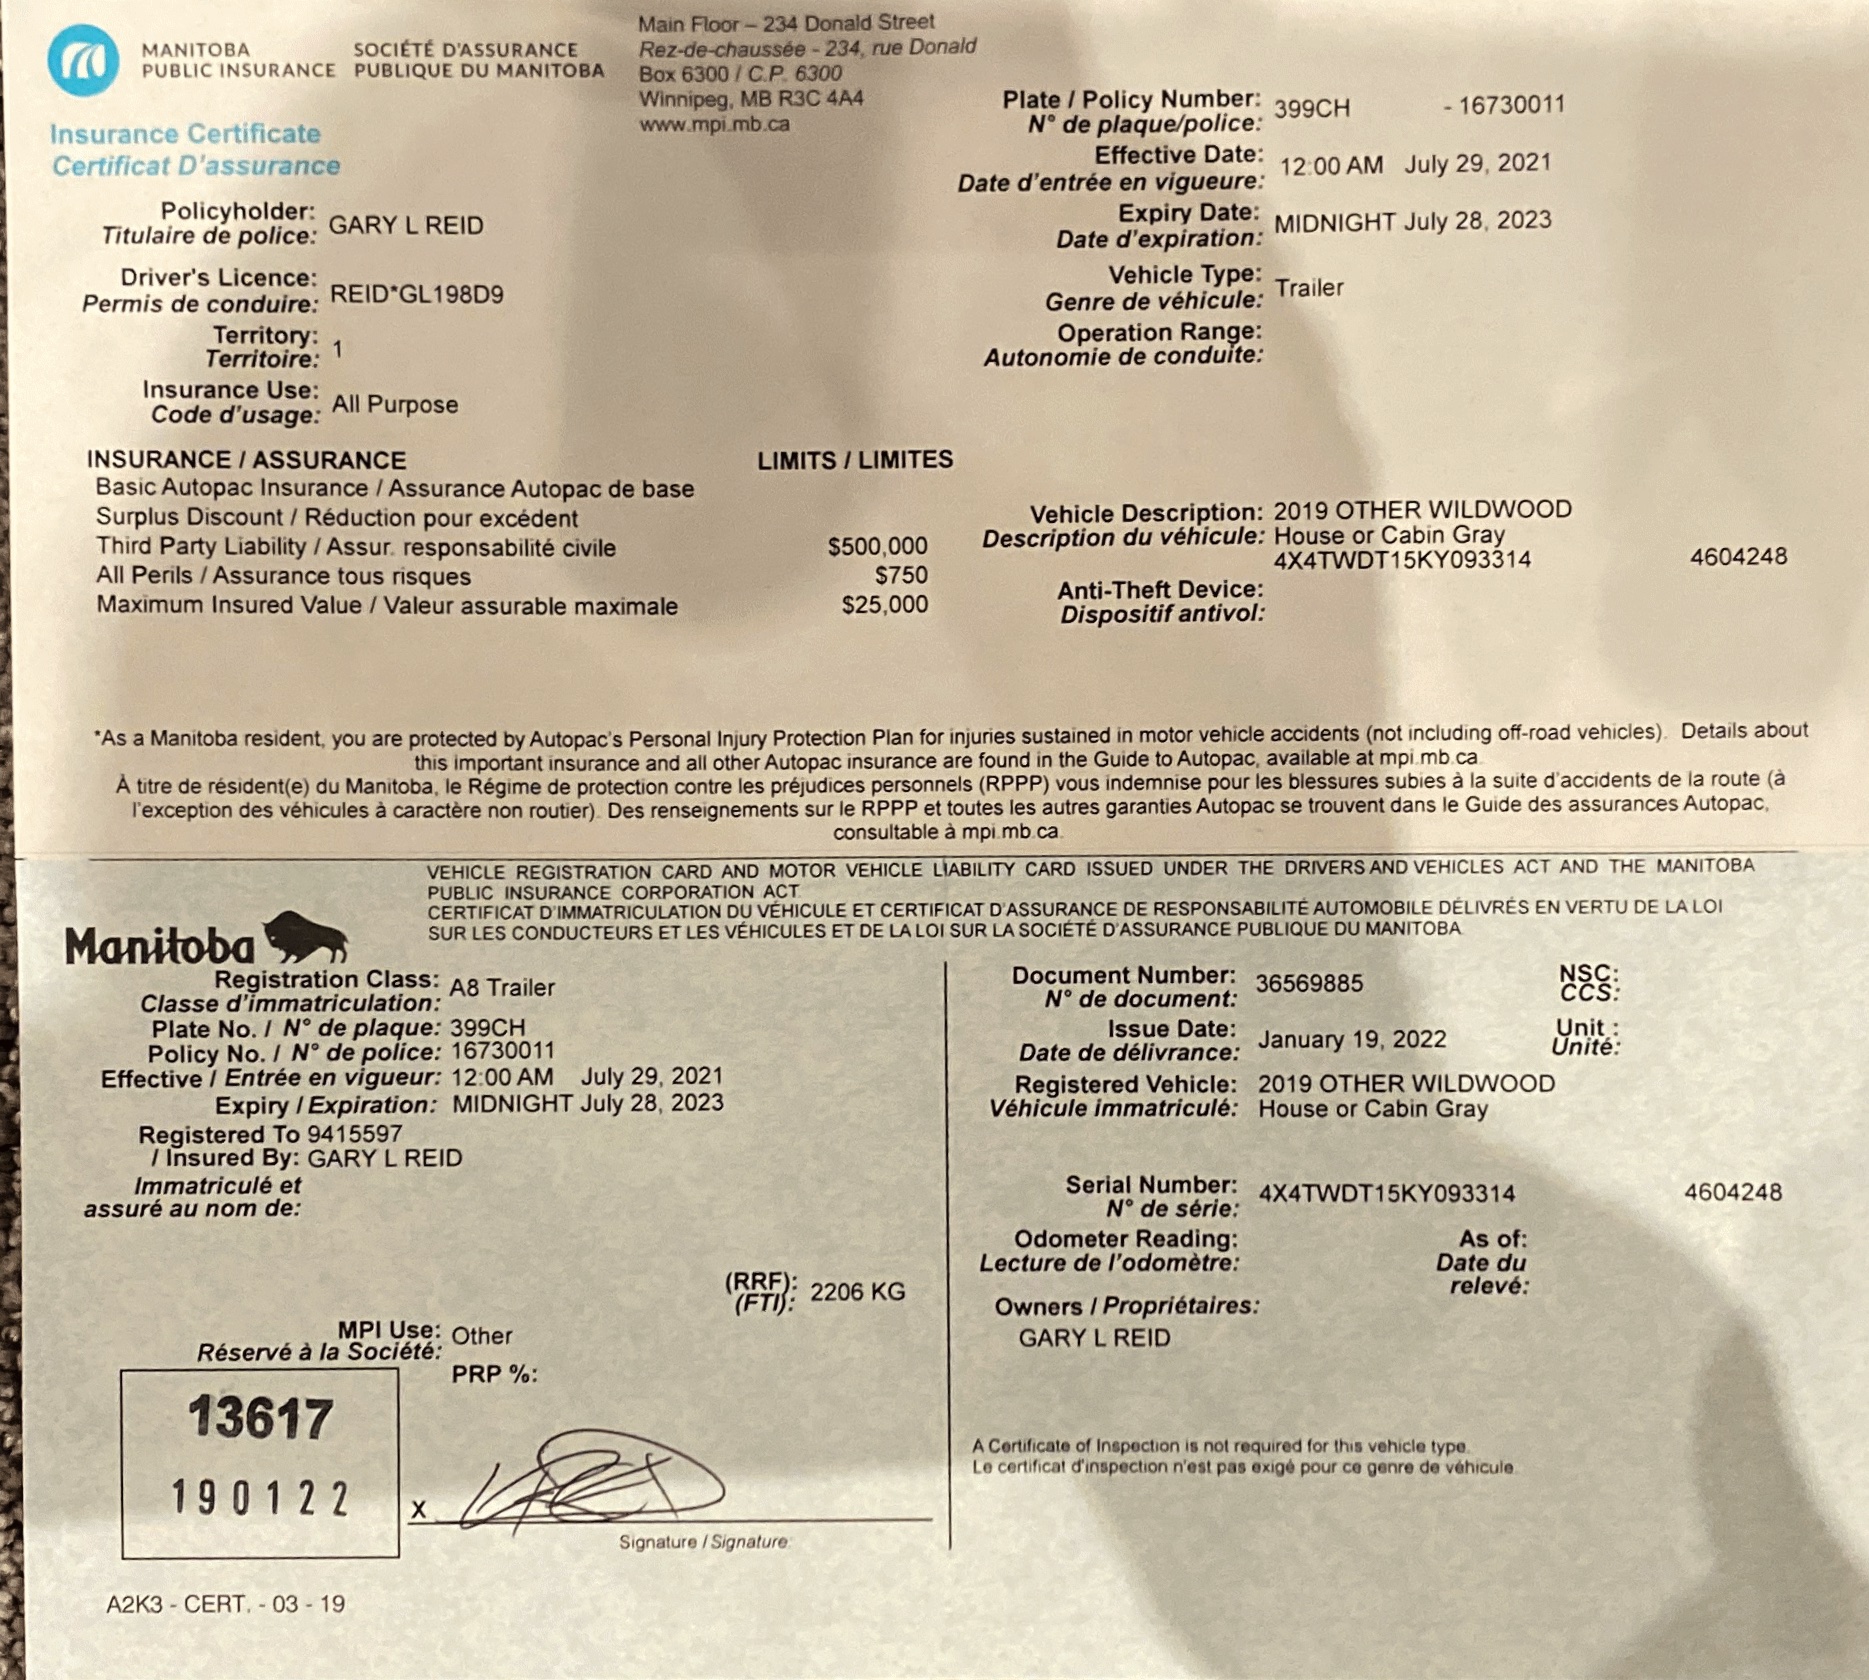 MANITOBA PUBLIC INSURANCE
SOCIÉTÉ D'ASSURANCE PUBLIQUE DU MANITOBA
Main Floor – 234 Donald Street
Rez-de-chaussée - 234, rue Donald
Box 6300 / C.P. 6300
Winnipeg, MB R3C 4A4
www.mpi.mb.ca
Insurance Certificate
Certificat D'assurance
Policyholder: GARY L REID
Titulaire de police:
Driver's Licence: REID*GL198D9
Permis de conduire:
Territory: 1
Territoire:
Insurance Use: All Purpose
Code d'usage:
Plate / Policy Number: 399CH - 16730011
N° de plaque/police:
Effective Date: 12:00 AM July 29, 2021
Date d'entrée en vigueure:
Expiry Date: MIDNIGHT July 28, 2023
Date d'expiration:
Vehicle Type: Trailer
Genre de véhicule:
Operation Range:
Autonomie de conduite:
INSURANCE / ASSURANCE LIMITS / LIMITES
Basic Autopac Insurance / Assurance Autopac de base
Surplus Discount / Réduction pour excédent
Third Party Liability / Assur. responsabilité civile $500,000
All Perils / Assurance tous risques $750
Maximum Insured Value / Valeur assurable maximale $25,000
Vehicle Description: 2019 OTHER WILDWOOD
Description du véhicule: House or Cabin Gray
4X4TWDT15KY093314 4604248
Anti-Theft Device:
Dispositif antivol:
*As a Manitoba resident, you are protected by Autopac's Personal Injury Protection Plan for injuries sustained in motor vehicle accidents (not including off-road vehicles). Details about
this important insurance and all other Autopac insurance are found in the Guide to Autopac, available at mpi.mb.ca.
À titre de résident(e) du Manitoba, le Régime de protection contre les préjudices personnels (RPPP) vous indemnise pour les blessures subies à la suite d'accidents de la route (à
l'exception des véhicules à caractère non routier). Des renseignements sur le RPPP et toutes les autres garanties Autopac se trouvent dans le Guide des assurances Autopac,
consultable à mpi.mb.ca.
VEHICLE REGISTRATION CARD AND MOTOR VEHICLE LIABILITY CARD ISSUED UNDER THE DRIVERS AND VEHICLES ACT AND THE MANITOBA
PUBLIC INSURANCE CORPORATION ACT
CERTIFICAT D'IMMATRICULATION DU VÉHICULE ET CERTIFICAT D'ASSURANCE DE RESPONSABILITÉ AUTOMOBILE DÉLIVRÉS EN VERTU DE LA LOI
SUR LES CONDUCTEURS ET LES VÉHICULES ET DE LA LOI SUR LA SOCIÉTÉ D'ASSURANCE PUBLIQUE DU MANITOBA
Manitoba
Registration Class: A8 Trailer
Classe d'immatriculation:
Plate No. / N° de plaque: 399CH
Policy No. / N° de police: 16730011
Effective / Entrée en vigueur: 12:00 AM July 29, 2021
Expiry / Expiration: MIDNIGHT July 28, 2023
Registered To 9415597
/ Insured By: GARY L REID
Immatriculé et
assuré au nom de:
(RRF): 2206 KG
(FTI):
MPI Use: Other
Réservé à la Société:
PRP %:
13617
190122
X
Signature / Signature
A2K3 - CERT. - 03 - 19
Document Number: 36569885 NSC:
N° de document: CCS:
Issue Date: January 19, 2022 Unit :
Date de délivrance: Unité:
Registered Vehicle: 2019 OTHER WILDWOOD
Véhicule immatriculé: House or Cabin Gray
Serial Number: 4X4TWDT15KY093314 4604248
N° de série:
Odometer Reading: As of:
Lecture de l'odomètre: Date du
relevé:
Owners / Propriétaires:
GARY L REID
A Certificate of Inspection is not required for this vehicle type.
Le certificat d'inspection n'est pas exigé pour ce genre de véhicule.